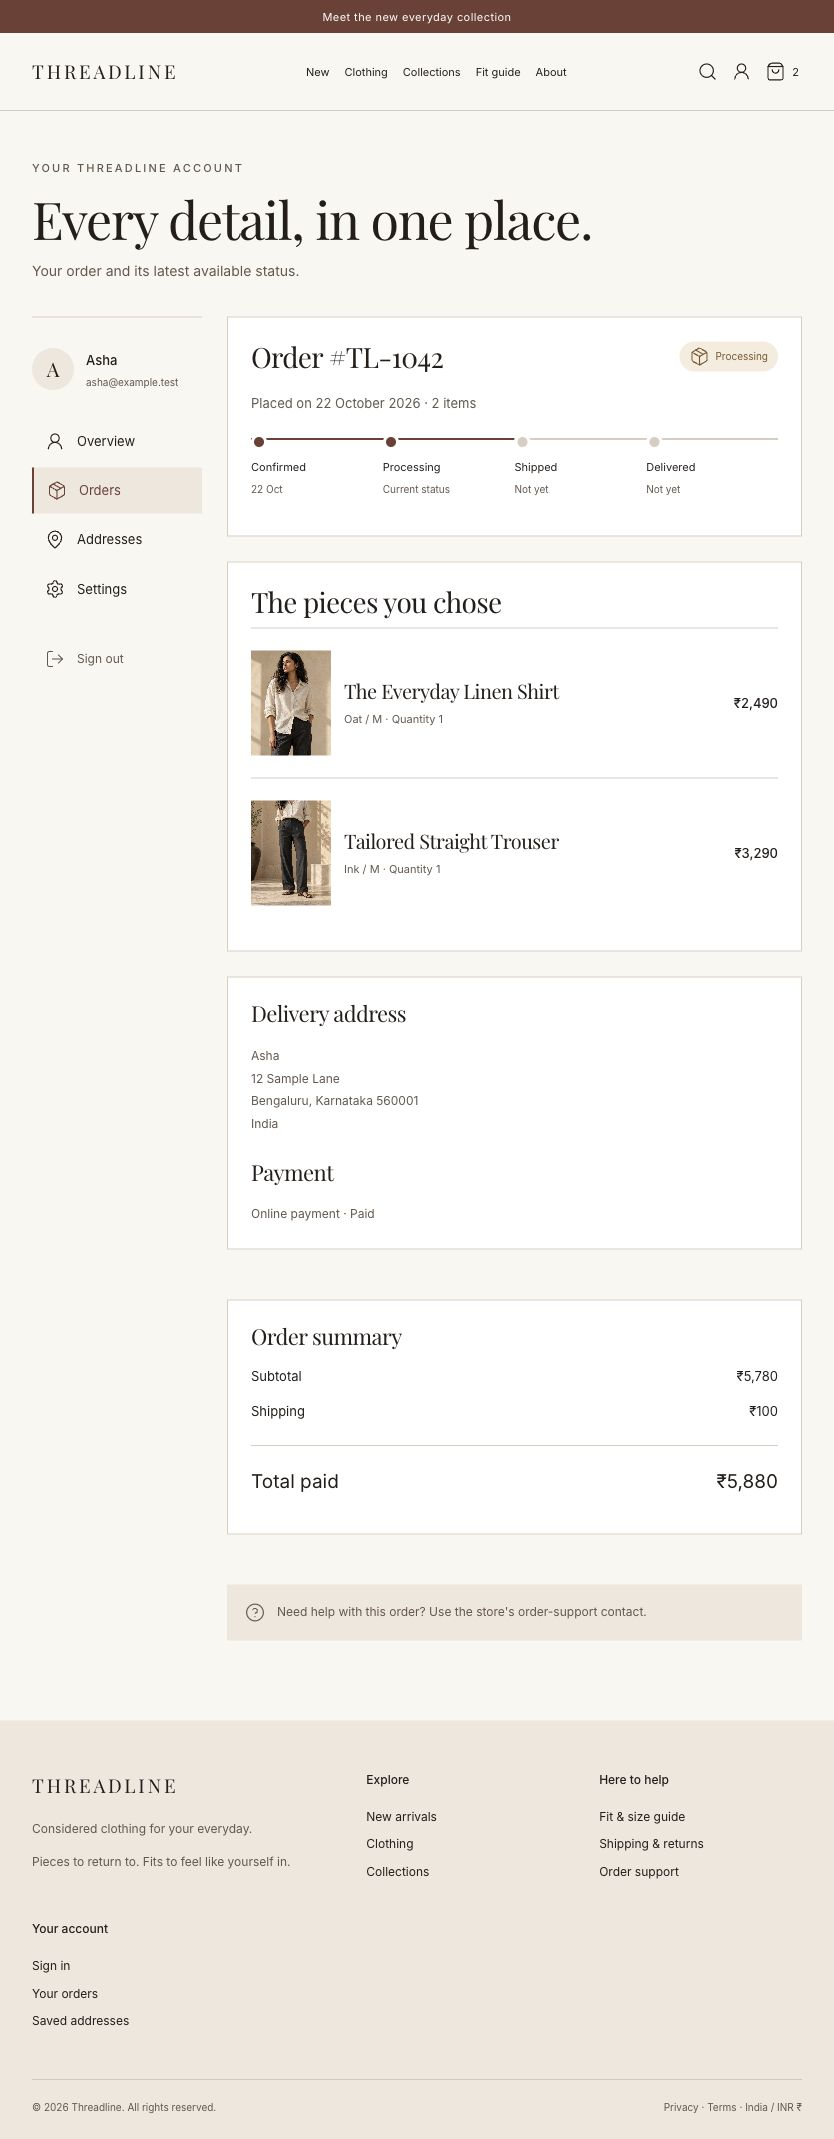 Meet the new everyday collection
THREADLINE
New Clothing Collections Fit guide About
2
YOUR THREADLINE ACCOUNT
Every detail, in one place.
Your order and its latest available status.
A
Asha
asha@example.test
Overview
Orders
Addresses
Settings
Sign out
Order #TL-1042
Processing
Placed on 22 October 2026 · 2 items
Confirmed Processing Shipped Delivered
22 Oct Current status Not yet Not yet
The pieces you chose
The Everyday Linen Shirt
Oat / M · Quantity 1
₹2,490
Tailored Straight Trouser
Ink / M · Quantity 1
₹3,290
Delivery address
Asha
12 Sample Lane
Bengaluru, Karnataka 560001
India
Payment
Online payment · Paid
Order summary
Subtotal ₹5,780
Shipping ₹100
Total paid ₹5,880
Need help with this order? Use the store's order-support contact.
THREADLINE
Considered clothing for your everyday.
Pieces to return to. Fits to feel like yourself in.
Explore
New arrivals
Clothing
Collections
Here to help
Fit & size guide
Shipping & returns
Order support
Your account
Sign in
Your orders
Saved addresses
© 2026 Threadline. All rights reserved.
Privacy · Terms · India / INR ₹